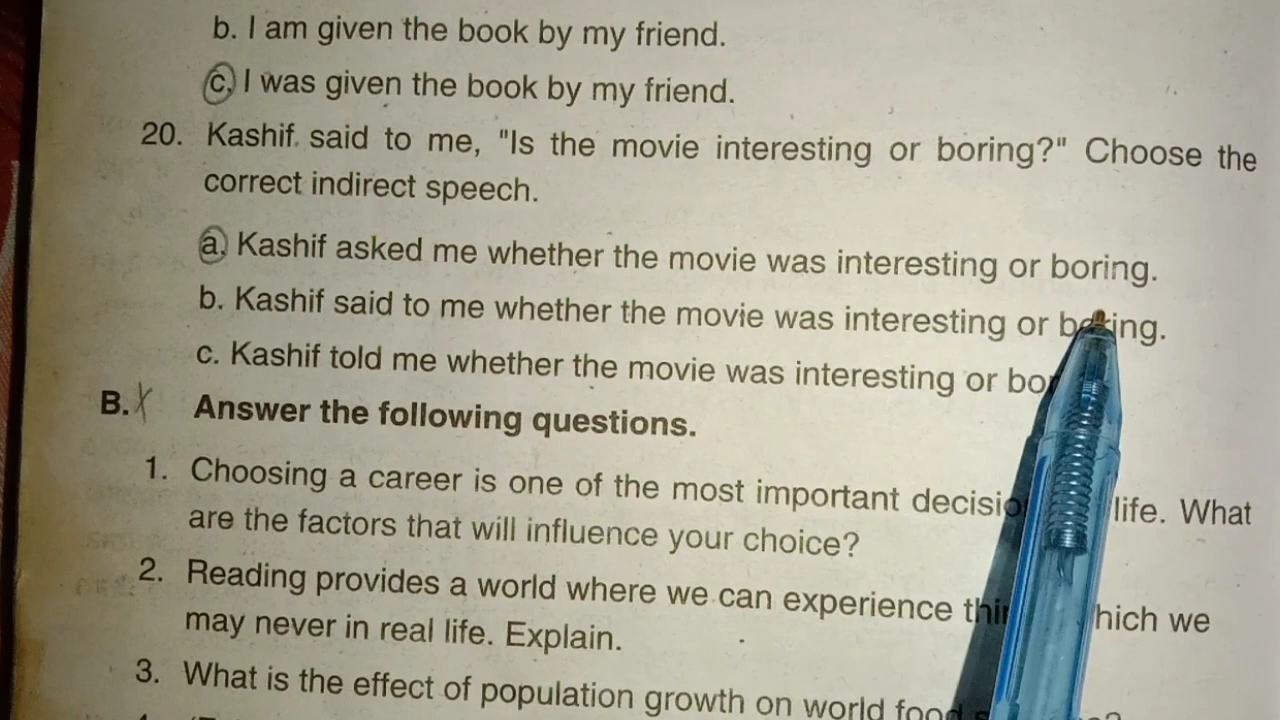 b. I am given the book by my friend.
c. I was given the book by my friend.
20. Kashif said to me, "Is the movie interesting or boring?" Choose the
correct indirect speech.
a. Kashif asked me whether the movie was interesting or boring.
b. Kashif said to me whether the movie was interesting or boring.
c. Kashif told me whether the movie was interesting or
B. Answer the following questions.
1. Choosing a career is one of the most important life. What
are the factors that will influence your choice?
2. Reading provides a world where we can experience we
may never in real life. Explain.
3. What is the effect of population growth on world food